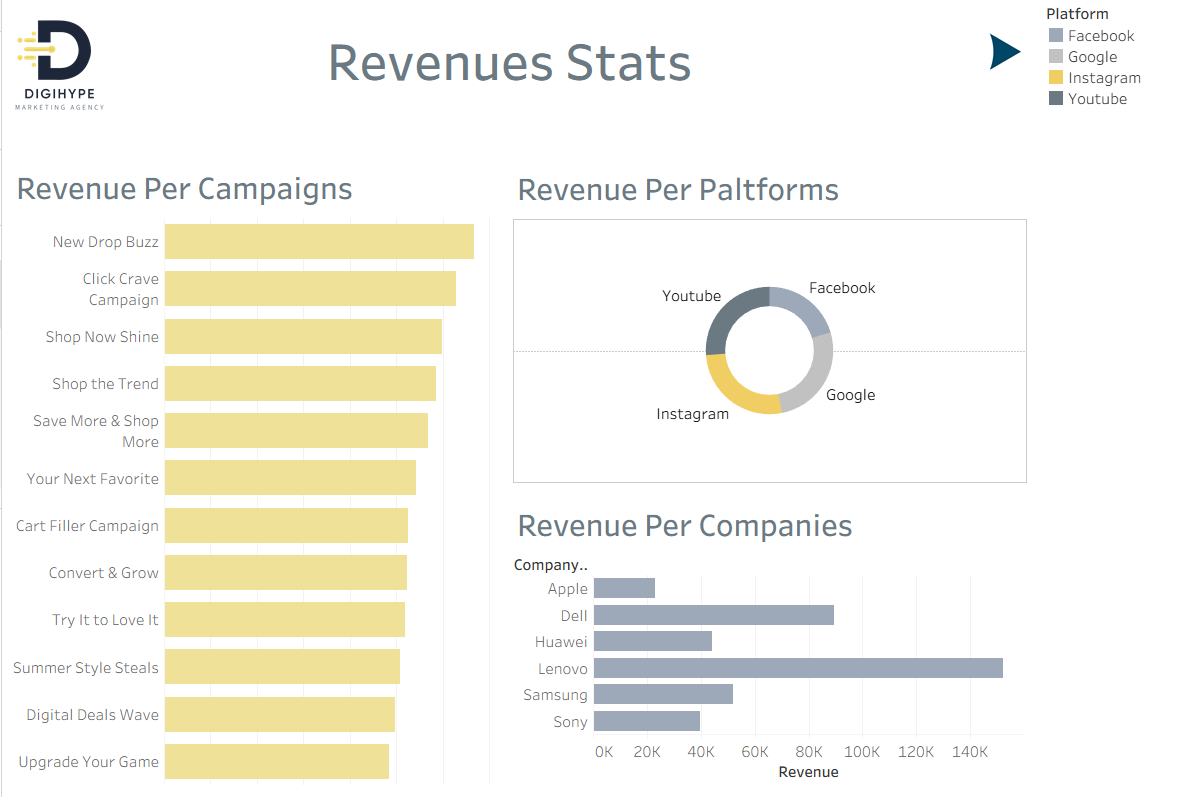 DIGIHYPE
MARKETING AGENCY
Revenues Stats
Platform
Facebook
Google
Instagram
Youtube
Revenue Per Campaigns
New Drop Buzz
Click Crave
Campaign
Shop Now Shine
Shop the Trend
Save More & Shop
More
Your Next Favorite
Cart Filler Campaign
Convert & Grow
Try It to Love It
Summer Style Steals
Digital Deals Wave
Upgrade Your Game
Revenue Per Paltforms
Youtube
Facebook
Google
Instagram
Revenue Per Companies
Company..
Apple
Dell
Huawei
Lenovo
Samsung
Sony
0K 20K 40K 60K 80K 100K 120K 140K
Revenue